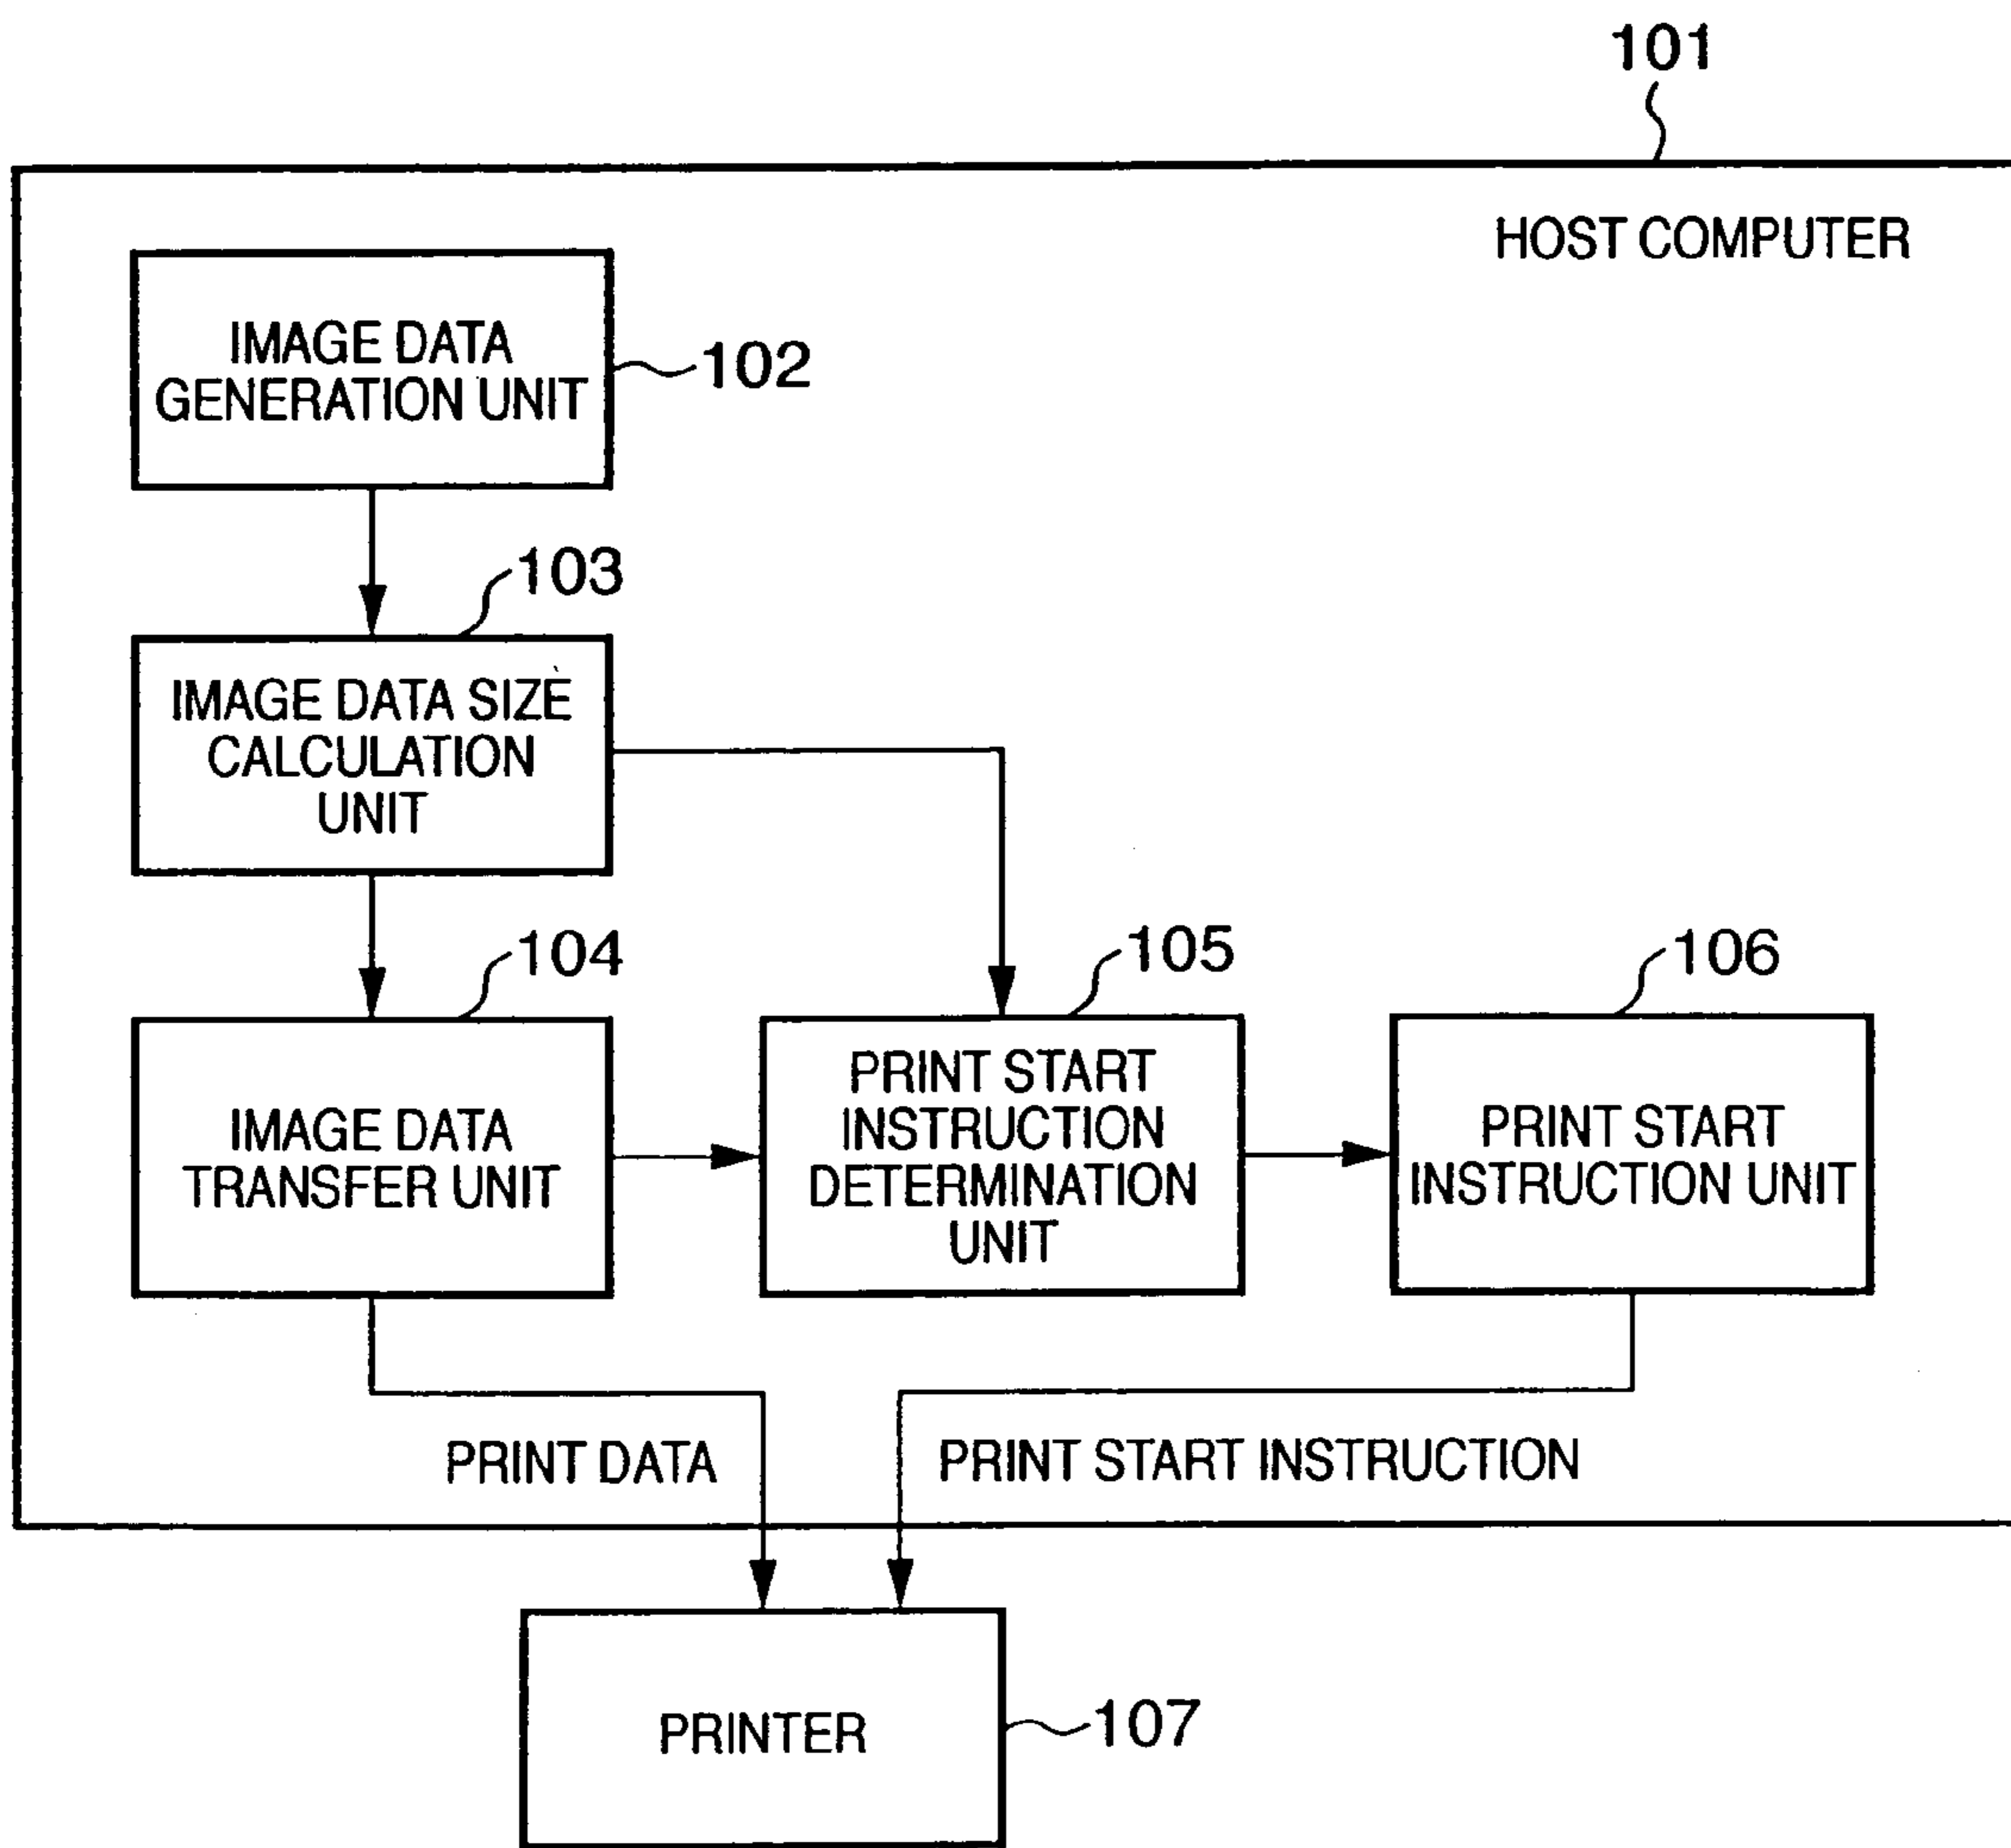 101
HOST COMPUTER
IMAGE DATA
GENERATION UNIT
102
103
IMAGE DATA SIZE
CALCULATION
UNIT
104
IMAGE DATA
TRANSFER UNIT
105
PRINT START
INSTRUCTION
DETERMINATION
UNIT
106
PRINT START
INSTRUCTION UNIT
PRINT DATA
PRINT START INSTRUCTION
PRINTER
107